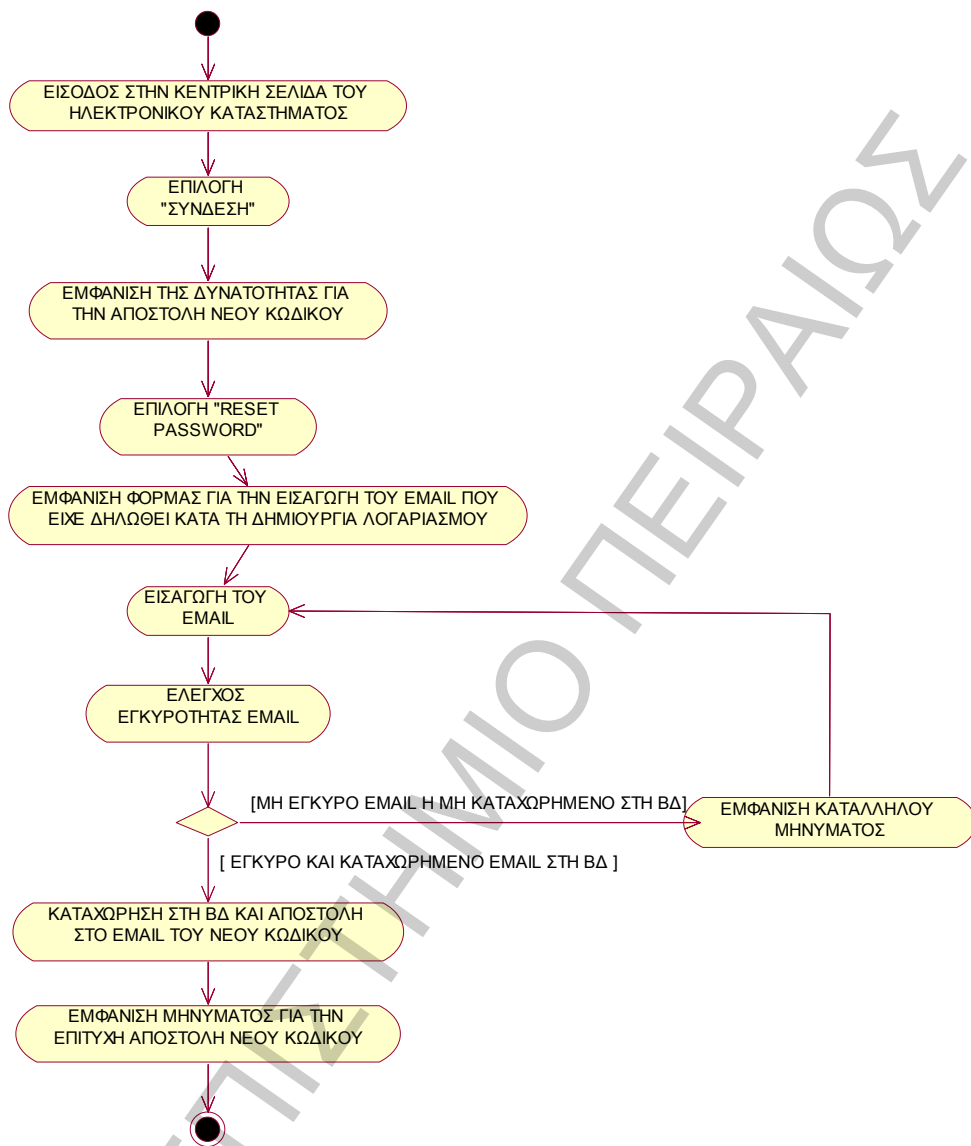 ΕΙΣΟΔΟΣ ΣΤΗΝ ΚΕΝΤΡΙΚΗ ΣΕΛΙΔΑ ΤΟΥ
ΗΛΕΚΤΡΟΝΙΚΟΥ ΚΑΤΑΣΤΗΜΑΤΟΣ
ΕΠΙΛΟΓΗ
"ΣΥΝΔΕΣΗ"
ΕΜΦΑΝΙΣΗ ΤΗΣ ΔΥΝΑΤΟΤΗΤΑΣ ΓΙΑ
ΤΗΝ ΑΠΟΣΤΟΛΗ ΝΕΟΥ ΚΩΔΙΚΟΥ
ΕΠΙΛΟΓΗ "RESET
PASSWORD"
ΕΜΦΑΝΙΣΗ ΦΟΡΜΑΣ ΓΙΑ ΤΗΝ ΕΙΣΑΓΩΓΗ ΤΟΥ EMAIL ΠΟΥ
ΕΙΧΕ ΔΗΛΩΘΕΙ ΚΑΤΑ ΤΗ ΔΗΜΙΟΥΡΓΙΑ ΛΟΓΑΡΙΑΣΜΟΥ
ΕΙΣΑΓΩΓΗ ΤΟΥ
EMAIL
ΕΛΕΓΧΟΣ
ΕΓΚΥΡΟΤΗΤΑΣ EMAIL
[ΜΗ ΕΓΚΥΡΟ EMAIL Η ΜΗ ΚΑΤΑΧΩΡΗΜΕΝΟ ΣΤΗ ΒΔ]
ΕΜΦΑΝΙΣΗ ΚΑΤΑΛΛΗΛΟΥ
ΜΗΝΥΜΑΤΟΣ
[ ΕΓΚΥΡΟ ΚΑΙ ΚΑΤΑΧΩΡΗΜΕΝΟ EMAIL ΣΤΗ ΒΔ ]
ΚΑΤΑΧΩΡΗΣΗ ΣΤΗ ΒΔ ΚΑΙ ΑΠΟΣΤΟΛΗ
ΣΤΟ EMAIL ΤΟΥ ΝΕΟΥ ΚΩΔΙΚΟΥ
ΕΜΦΑΝΙΣΗ ΜΗΝΥΜΑΤΟΣ ΓΙΑ ΤΗΝ
ΕΠΙΤΥΧΗ ΑΠΟΣΤΟΛΗ ΝΕΟΥ ΚΩΔΙΚΟΥ
ΠΕΙΡΑΙΩΣ